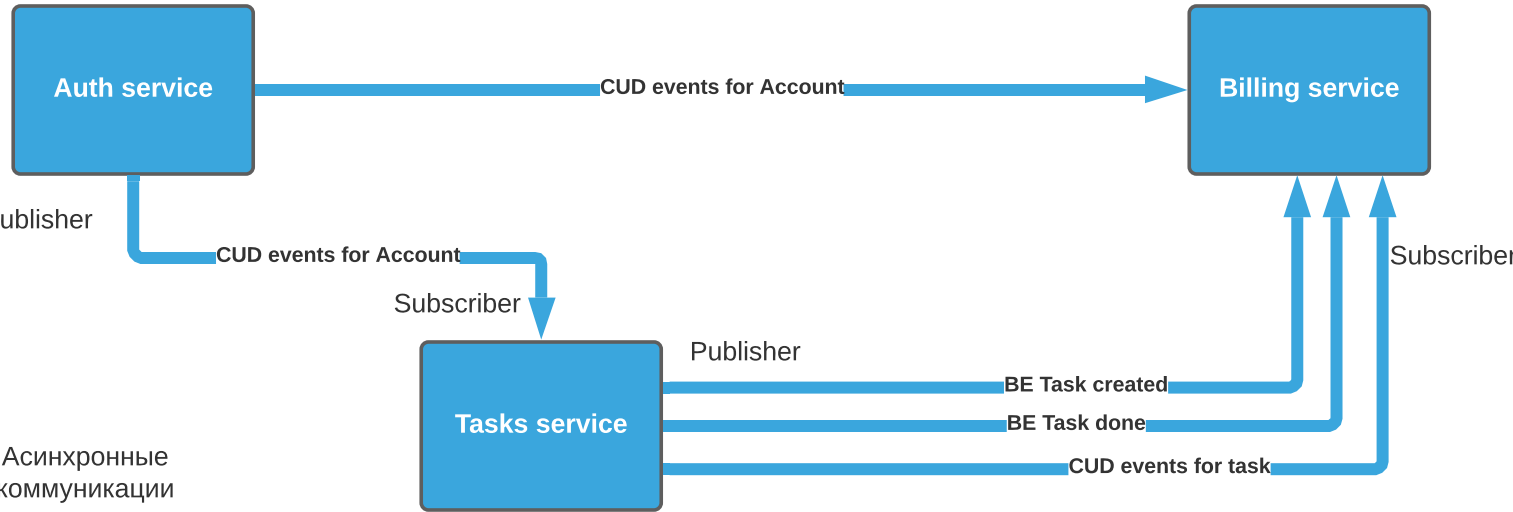 Auth service
CUD events for Account
Billing service
ublisher
CUD events for Account
Subscriber
Subscriber
Publisher
BE Task created
Tasks service
BE Task done
CUD events for task
Асинхронные
коммуникации